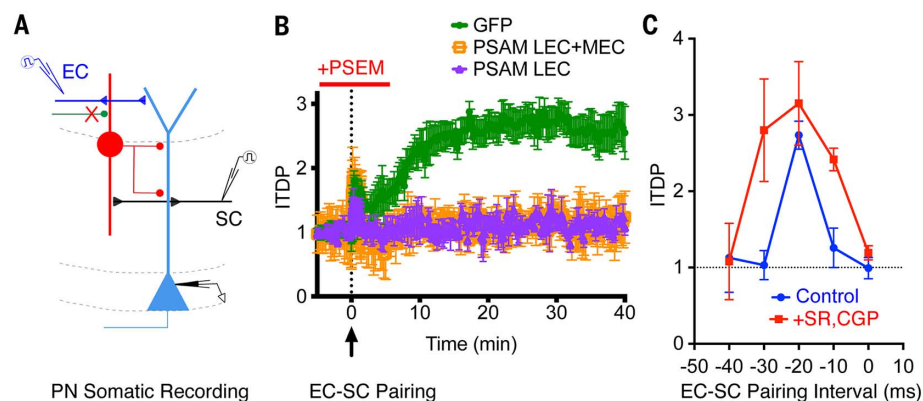 A
EC
SC
PN Somatic Recording
B
GFP
PSAM LEC+MEC
PSAM LEC
+PSEM
ITDP
3
2
1
0
0
10
20
30
40
Time (min)
EC-SC Pairing
C
ITDP
4
3
2
1
0
Control
+SR,CGP
-50
-40
-30
-20
-10
0
10
EC-SC Pairing Interval (ms)